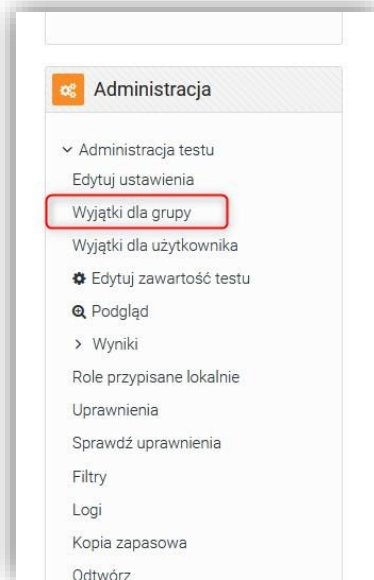 Administracja
Administracja testu
Edytuj ustawienia
Wyjątki dla grupy
Wyjątki dla użytkownika
Edytuj zawartość testu
Podgląd
Wyniki
Role przypisane lokalnie
Uprawnienia
Sprawdź uprawnienia
Filtry
Logi
Kopia zapasowa
Odtwórz